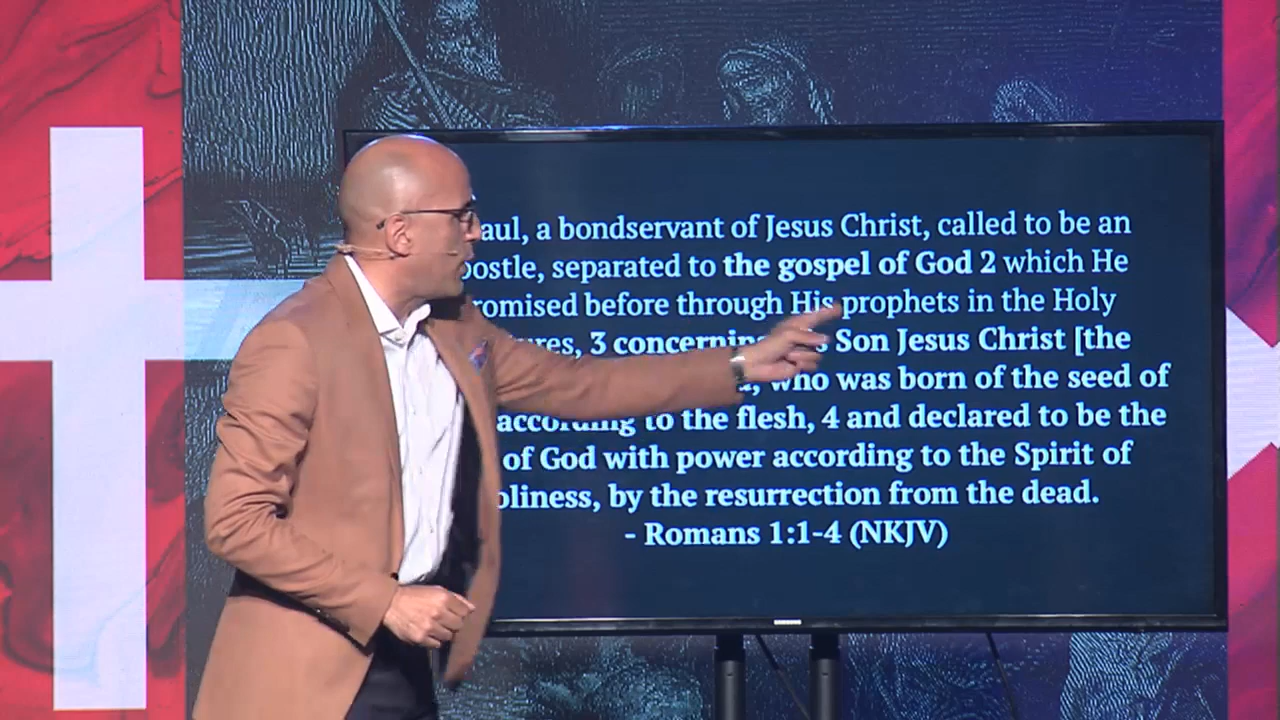 aul, a bondservant of Jesus Christ, called to be an
postle, separated to the gospel of God 2 which He
romised before through His prophets in the Holy
ures, 3 concerning Son Jesus Christ [the
who was born of the seed of
according to the flesh, 4 and declared to be the
of God with power according to the Spirit of
oliness, by the resurrection from the dead.
- Romans 1:1-4 (NKJV)
SAMSUNG